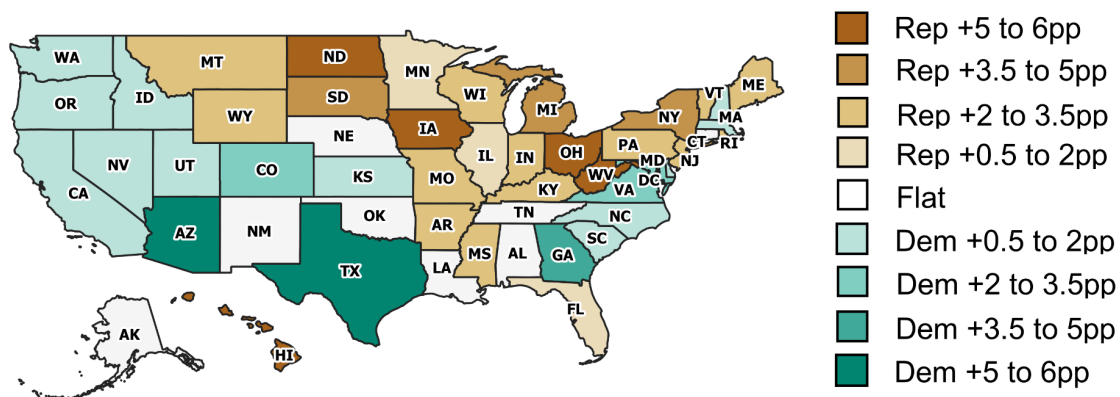 WA
MT
ND
MN
OR
ID
WY
SD
WI
MI
NY
VT
ME
MA
CT
RI
NV
UT
CO
NE
IA
IL
IN
OH
PA
NJ
MD
DC
CA
KS
MO
KY
WV
VA
AZ
NM
OK
AR
TN
NC
SC
TX
LA
MS
AL
GA
FL
AK
HI
Rep +5 to 6pp
Rep +3.5 to 5pp
Rep +2 to 3.5pp
Rep +0.5 to 2pp
Flat
Dem +0.5 to 2pp
Dem +2 to 3.5pp
Dem +3.5 to 5pp
Dem +5 to 6pp